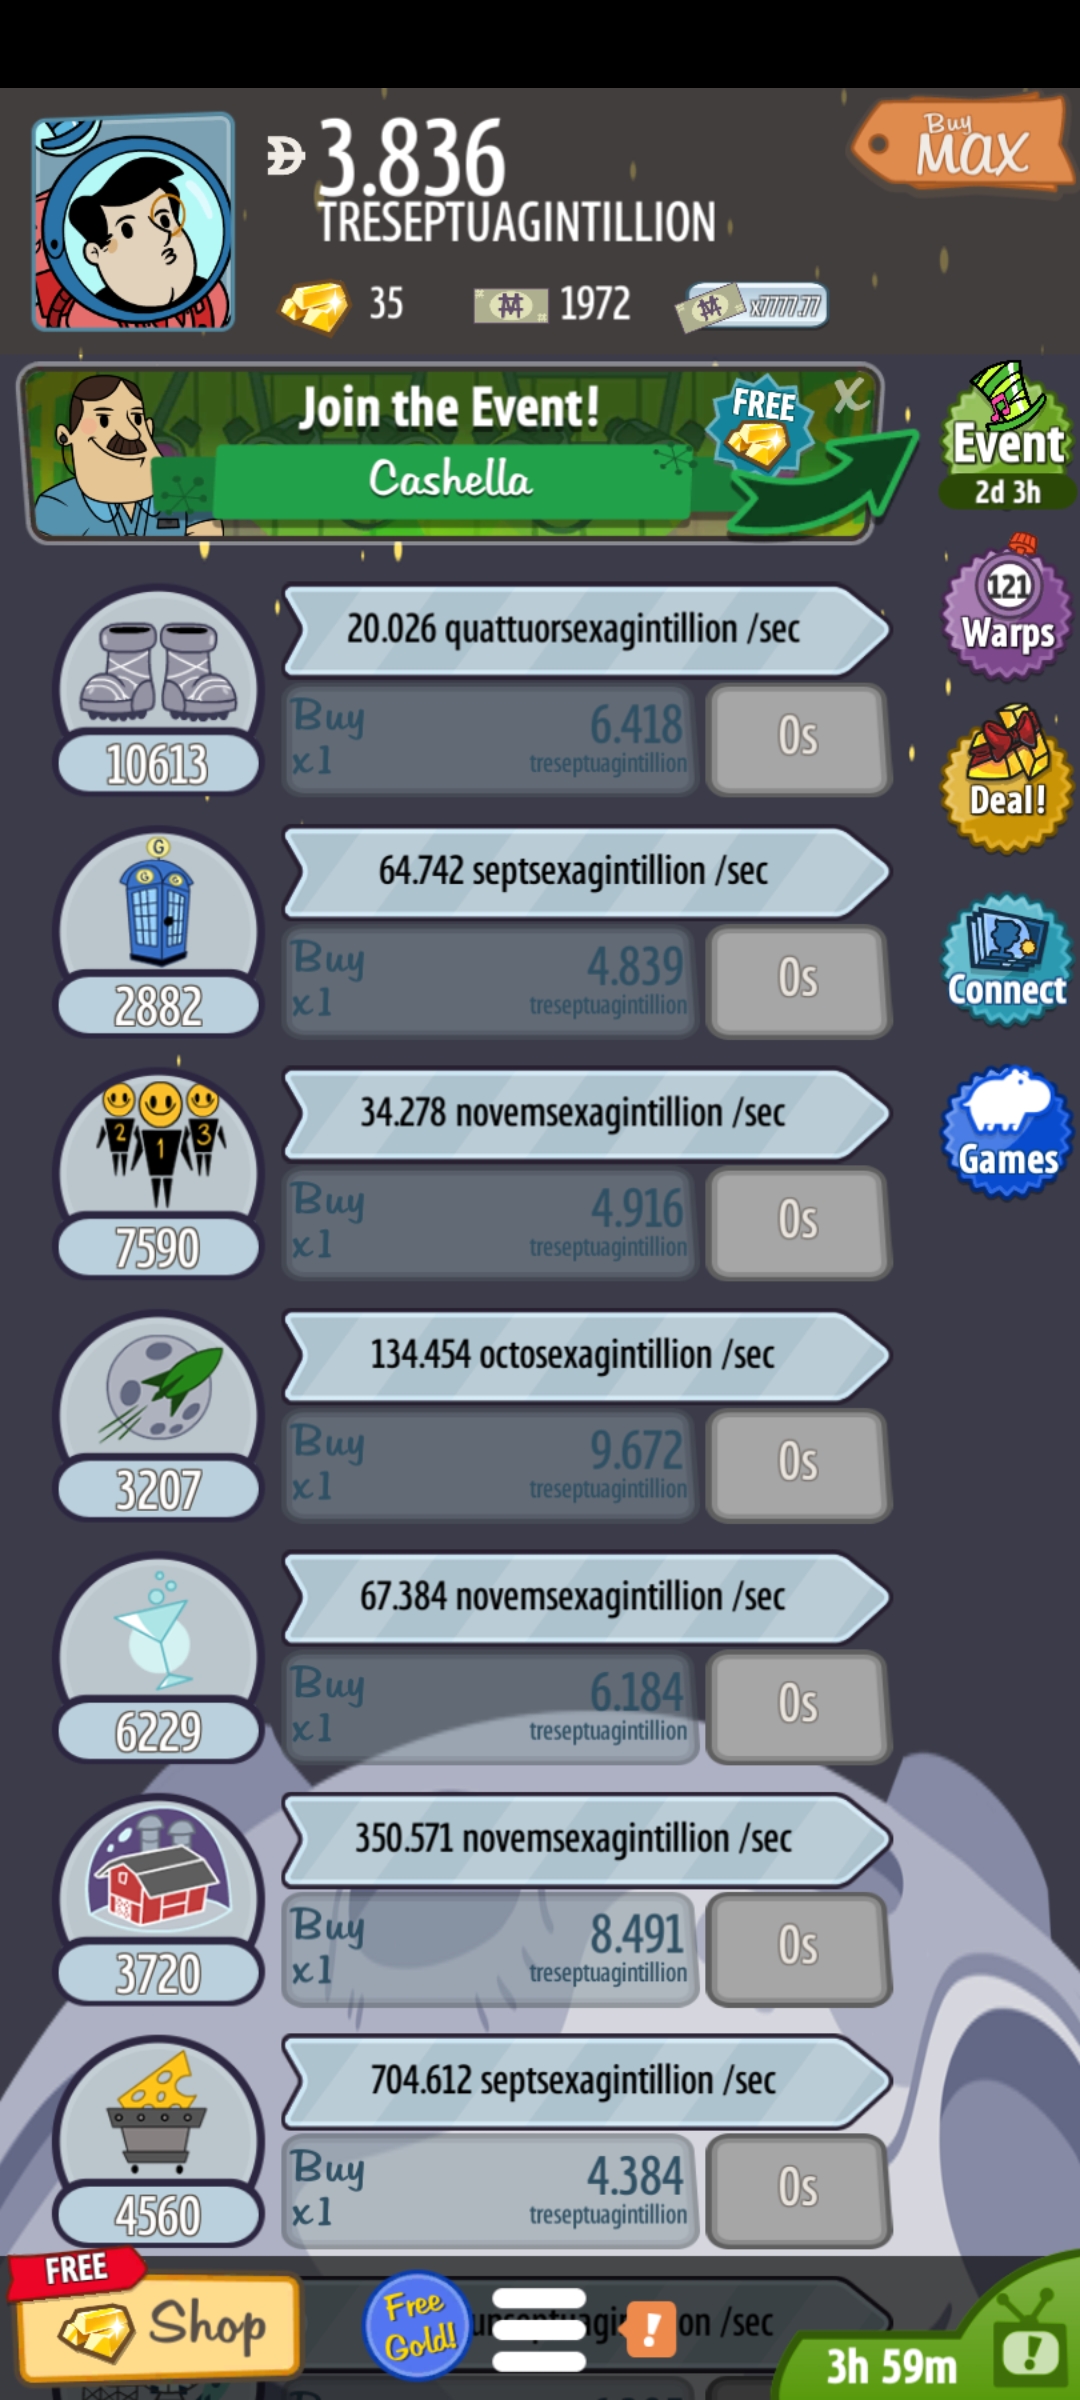 3.836
TRESEPTUAGINTILLION
Buy
MAX
35
1972
x7777.77
Join the Event!
Cashella
FREE
X
Event
2d 3h
20.026 quattuorsexagintillion /sec
10613
Buy
x1
6.418
treseptuagintillion
0s
121
Warps
Deal!
G
G
G
64.742 septsexagintillion /sec
2882
Buy
x1
4.839
treseptuagintillion
0s
Connect
2 1 3
34.278 novemsexagintillion /sec
7590
Buy
x1
4.916
treseptuagintillion
0s
Games
134.454 octosexagintillion /sec
3207
Buy
x1
9.672
treseptuagintillion
0s
67.384 novemsexagintillion /sec
6229
Buy
x1
6.184
treseptuagintillion
0s
350.571 novemsexagintillion /sec
3720
Buy
x1
8.491
treseptuagintillion
0s
704.612 septsexagintillion /sec
4560
Buy
x1
4.384
treseptuagintillion
0s
FREE
Shop
Free
Gold!
/sec
!
!
3h 59m